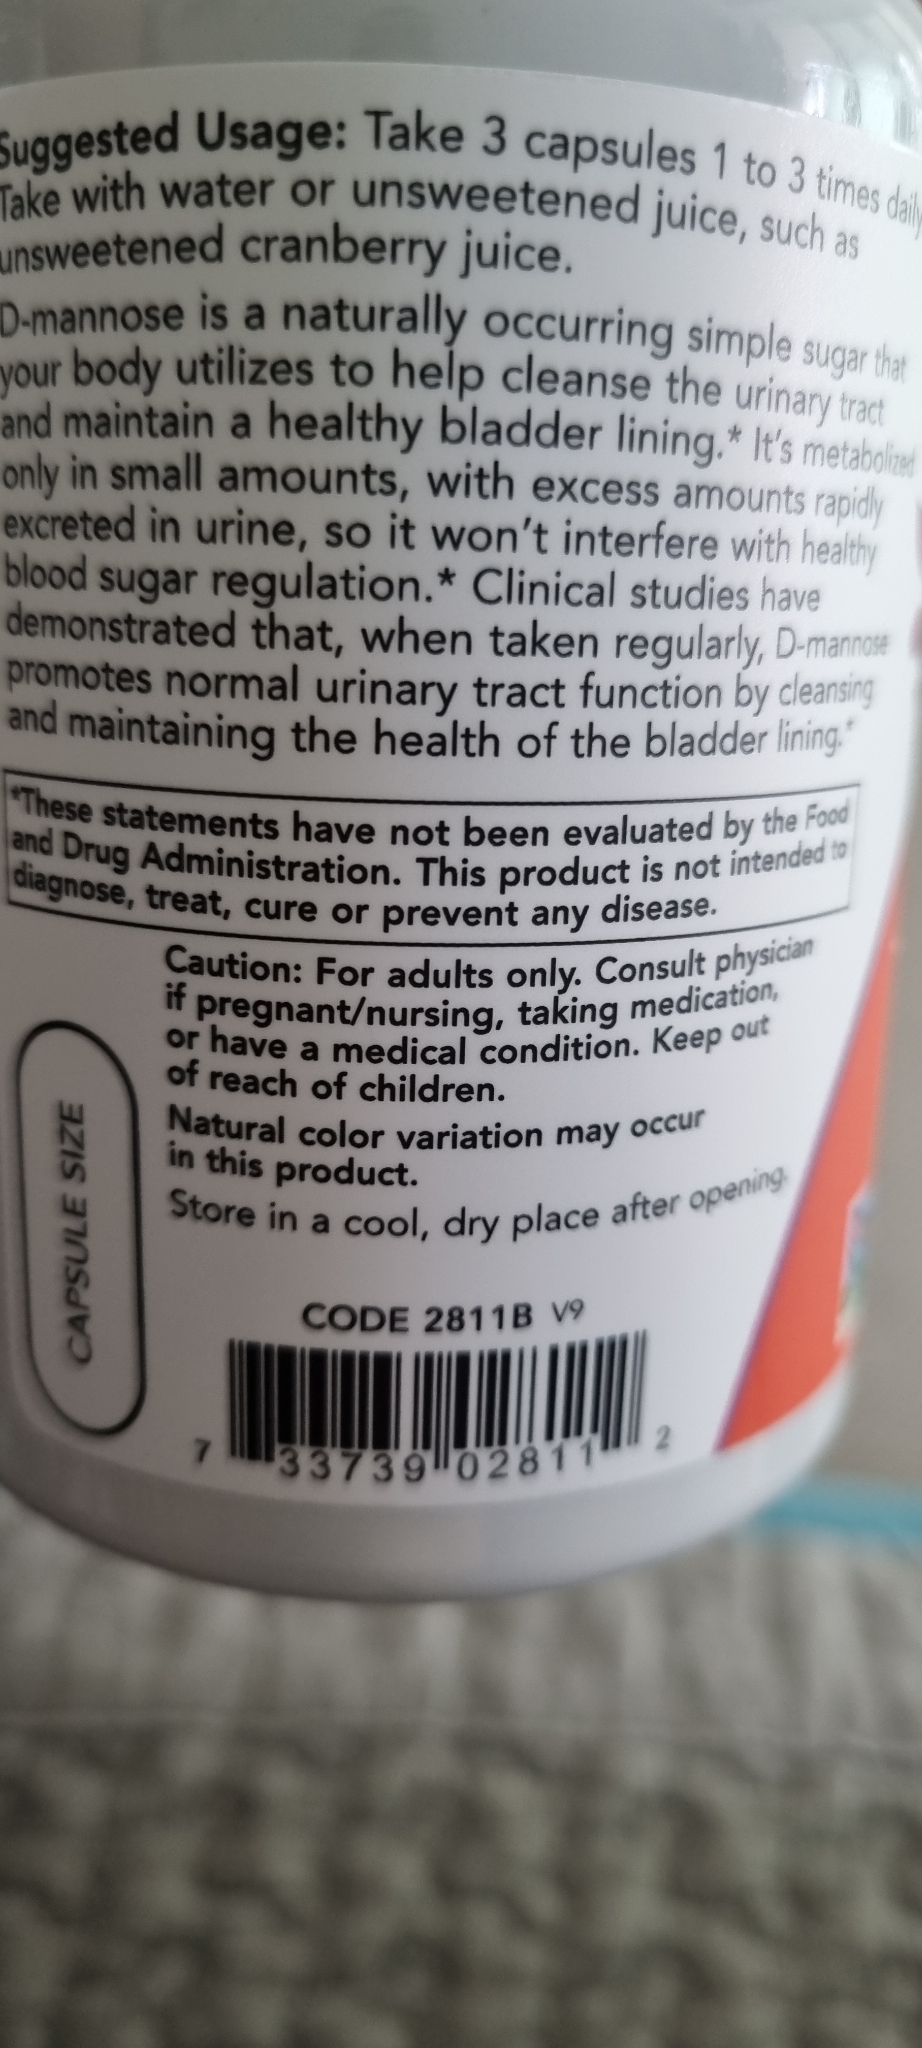 Suggested Usage: Take 3 capsules 1 to 3 times daily
Take with water or unsweetened juice, such as
unsweetened cranberry juice.
D-mannose is a naturally occurring simple sugar that
your body utilizes to help cleanse the urinary tract
and maintain a healthy bladder lining.* It's metabolized
only in small amounts, with excess amounts rapidly
excreted in urine, so it won't interfere with healthy
blood sugar regulation.* Clinical studies have
demonstrated that, when taken regularly, D-mannose
promotes normal urinary tract function by cleansing
and maintaining the health of the bladder lining.*
*These statements have not been evaluated by the Food
and Drug Administration. This product is not intended to
diagnose, treat, cure or prevent any disease.
Caution: For adults only. Consult physician
if pregnant/nursing, taking medication,
or have a medical condition. Keep out
of reach of children.
Natural color variation may occur
in this product.
Store in a cool, dry place after opening.
CAPSULE SIZE
CODE 2811B V9
7 33739 02811 2